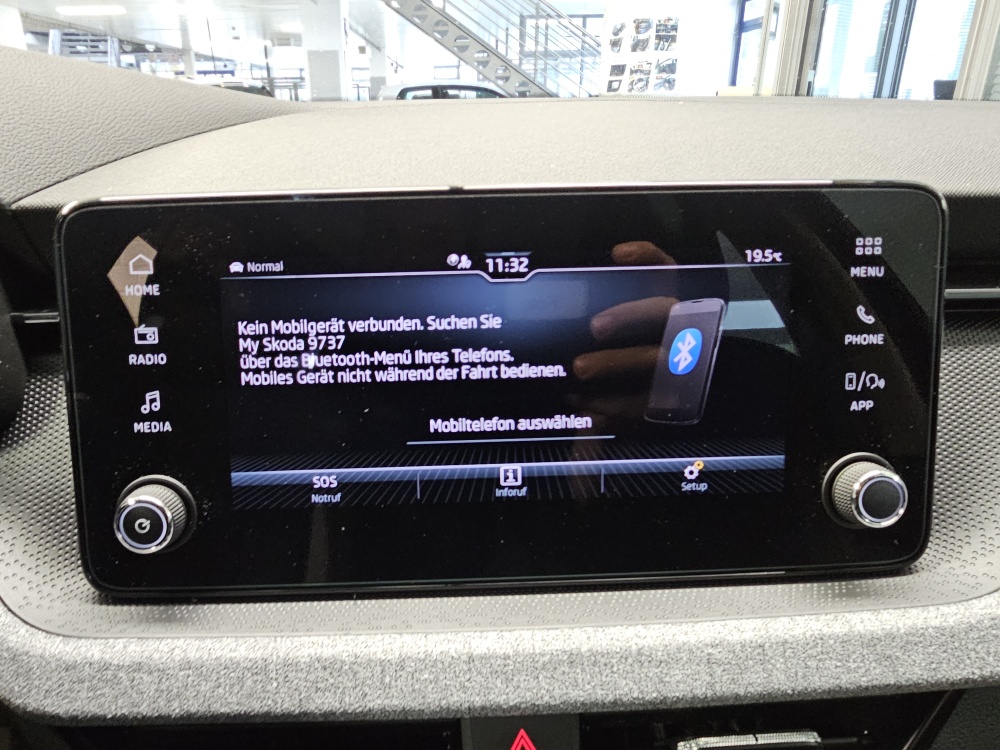 Normal
11:32
19.5°C
HOME
RADIO
MEDIA
Kein Mobilgerät verbunden. Suchen Sie
My Skoda 9737
über das Bluetooth-Menü Ihres Telefons.
Mobiles Gerät nicht während der Fahrt bedienen.
Mobiltelefon auswählen
SOS
Notruf
i
Inforuf
Setup
MENU
PHONE
APP